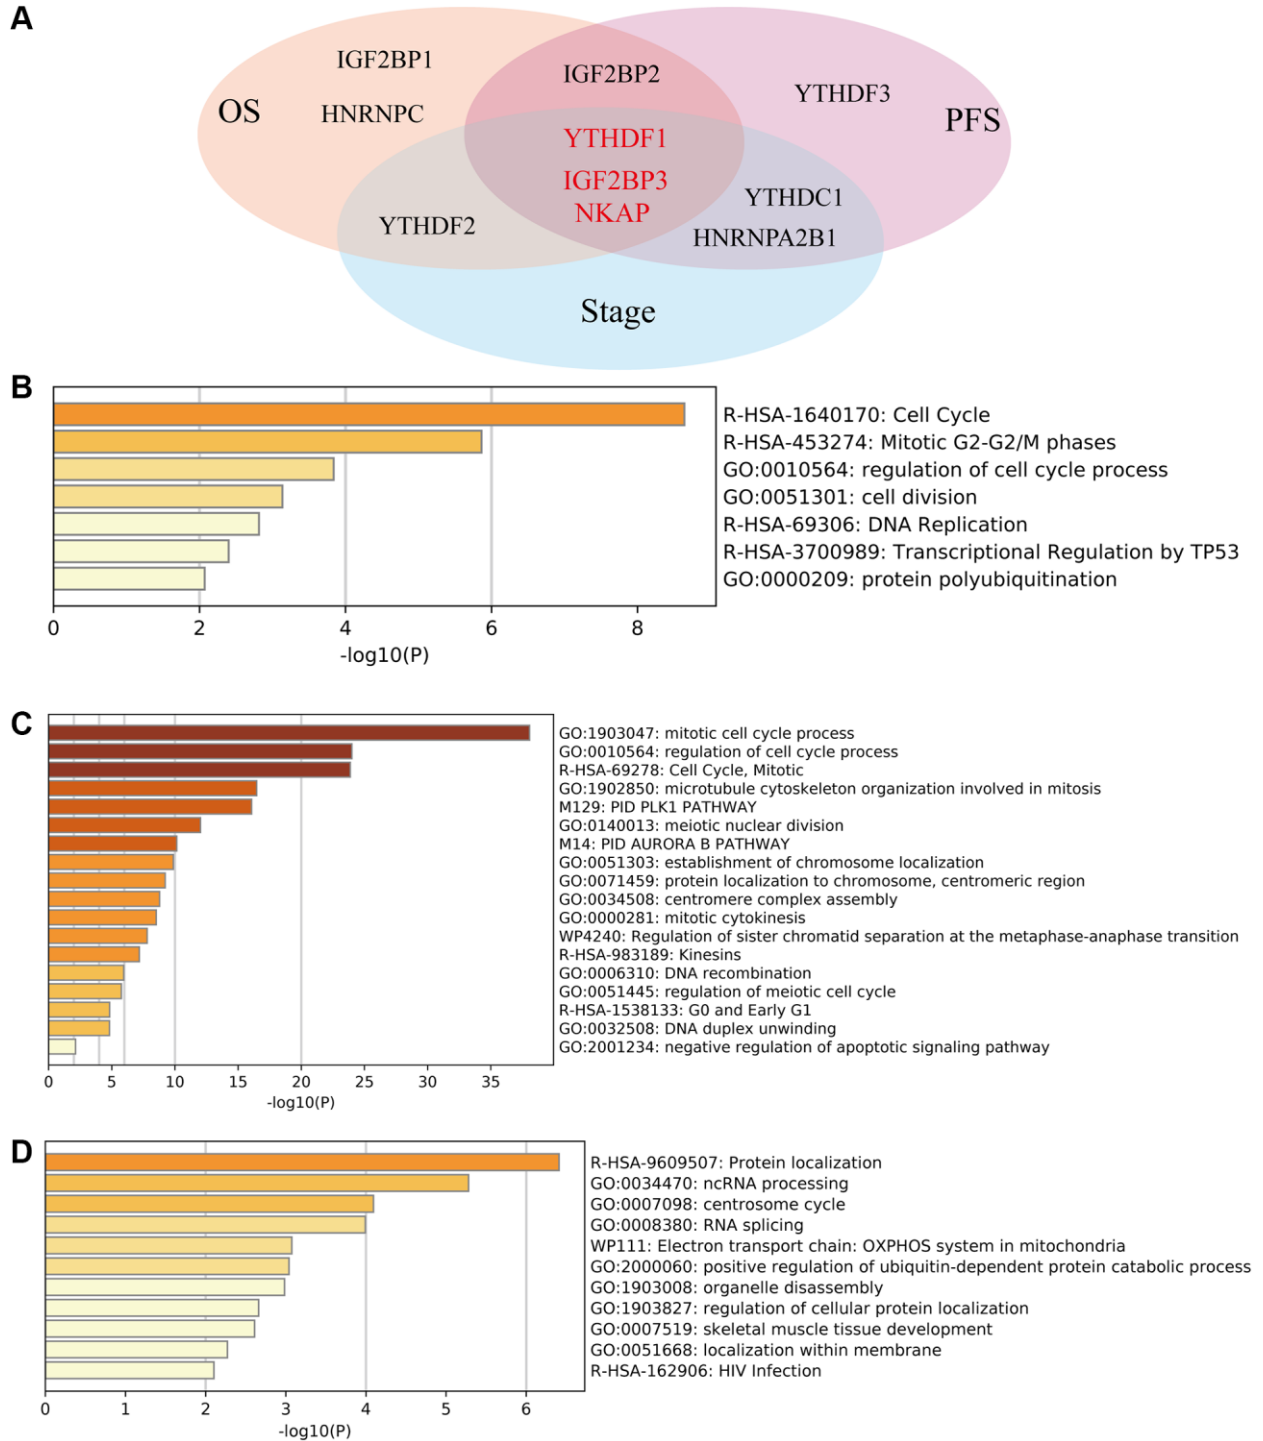 A
IGF2BP1
IGF2BP2
YTHDF3
OS
HNRNPC
PFS
YTHDF1
IGF2BP3
NKAP
YTHDC1
YTHDF2
HNRNPA2B1
Stage
B
R-HSA-1640170: Cell Cycle
R-HSA-453274: Mitotic G2-G2/M phases
GO:0010564: regulation of cell cycle process
GO:0051301: cell division
R-HSA-69306: DNA Replication
R-HSA-3700989: Transcriptional Regulation by TP53
GO:0000209: protein polyubiquitination
0 2 4 6 8
-log10(P)
C
GO:1903047: mitotic cell cycle process
GO:0010564: regulation of cell cycle process
R-HSA-69278: Cell Cycle, Mitotic
GO:1902850: microtubule cytoskeleton organization involved in mitosis
M129: PID PLK1 PATHWAY
GO:0140013: meiotic nuclear division
M14: PID AURORA B PATHWAY
GO:0051303: establishment of chromosome localization
GO:0071459: protein localization to chromosome, centromeric region
GO:0034508: centromere complex assembly
GO:0000281: mitotic cytokinesis
WP4240: Regulation of sister chromatid separation at the metaphase-anaphase transition
R-HSA-983189: Kinesins
GO:0006310: DNA recombination
GO:0051445: regulation of meiotic cell cycle
R-HSA-1538133: G0 and Early G1
GO:0032508: DNA duplex unwinding
GO:2001234: negative regulation of apoptotic signaling pathway
0 5 10 15 20 25 30 35
-log10(P)
D
R-HSA-9609507: Protein localization
GO:0034470: ncRNA processing
GO:0007098: centrosome cycle
GO:0008380: RNA splicing
WP111: Electron transport chain: OXPHOS system in mitochondria
GO:2000060: positive regulation of ubiquitin-dependent protein catabolic process
GO:1903008: organelle disassembly
GO:1903827: regulation of cellular protein localization
GO:0007519: skeletal muscle tissue development
GO:0051668: localization within membrane
R-HSA-162906: HIV Infection
0 1 2 3 4 5 6
-log10(P)